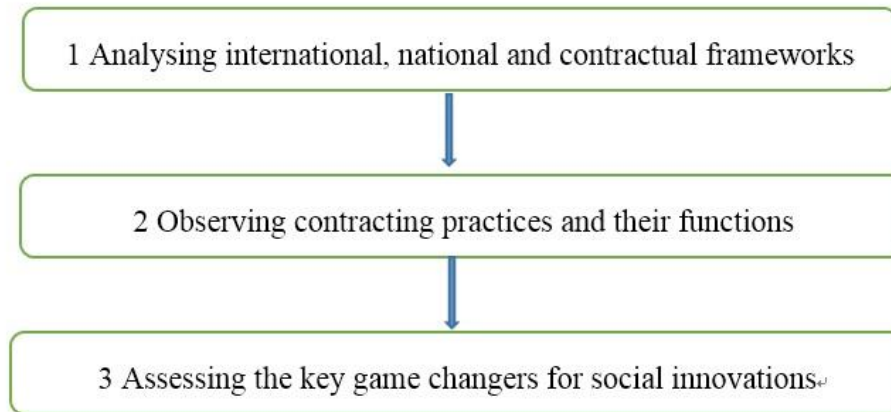 1 Analysing international, national and contractual frameworks
2 Observing contracting practices and their functions
3 Assessing the key game changers for social innovations